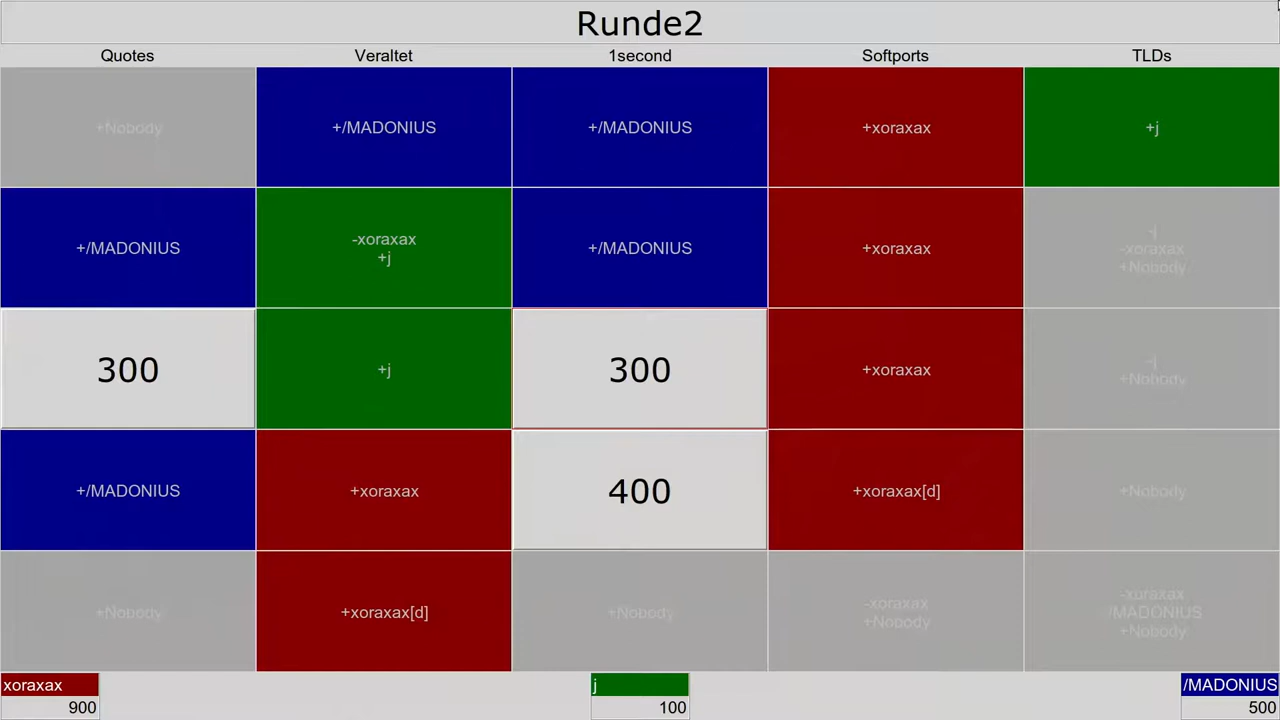 Runde2
Quotes Veraltet 1second Softports TLDs
+Nobody +/MADONIUS +/MADONIUS +xoraxax +j
+/MADONIUS -xoraxax +/MADONIUS +xoraxax -j
+j -xoraxax
+Nobody
300 +j 300 +xoraxax -j
+Nobody
+/MADONIUS +xoraxax 400 +xoraxax[d] +Nobody
+Nobody +xoraxax[d] +Nobody -xoraxax -xoraxax
+Nobody /MADONIUS
+Nobody
xoraxax j /MADONIUS
900 100 500